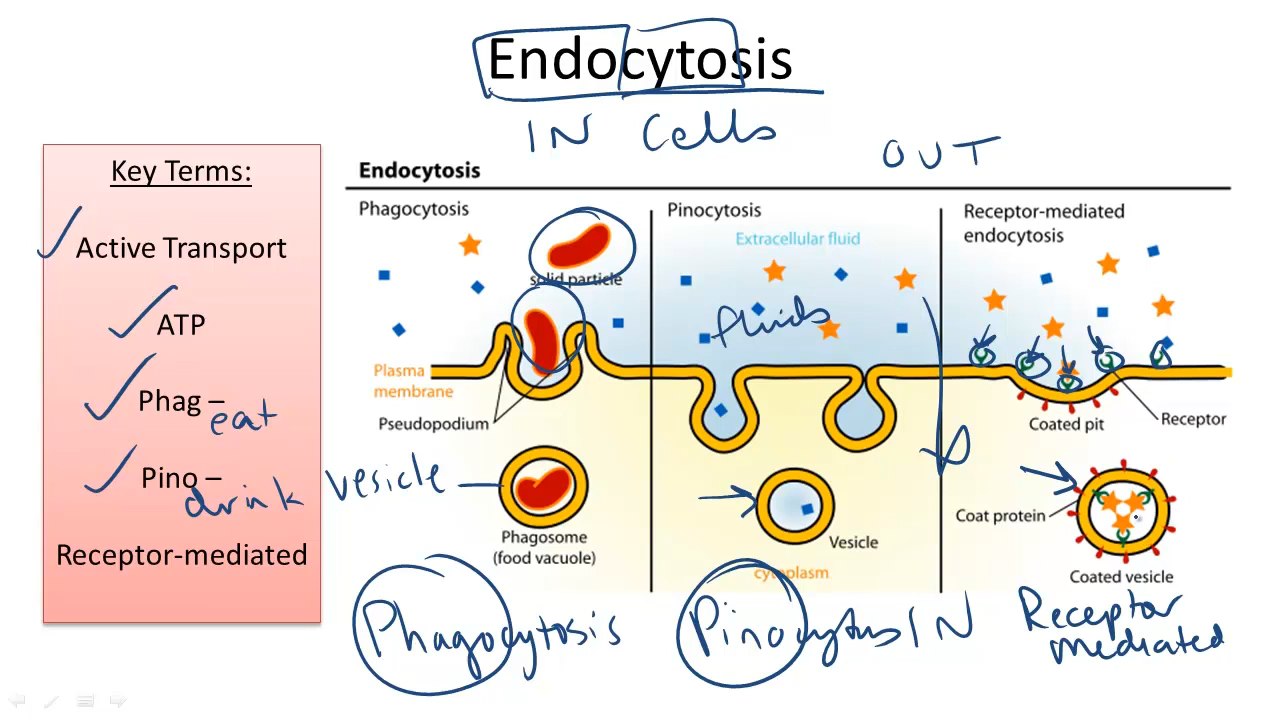 Endocytosis
IN Cells
OUT
Key Terms:
Active Transport
ATP
Phag –
eat
Pino –
drink
Receptor-mediated
Endocytosis
Phagocytosis
solid particle
Plasma
membrane
Pseudopodium
vesicle
Phagosome
(food vacuole)
Phagocytosis
Pinocytosis
Extracellular fluid
fluids
Vesicle
cytoplasm
Pinocytosis
IN
Receptor-mediated
endocytosis
Receptor
Coated pit
Coat protein
Coated vesicle
Receptor
mediated